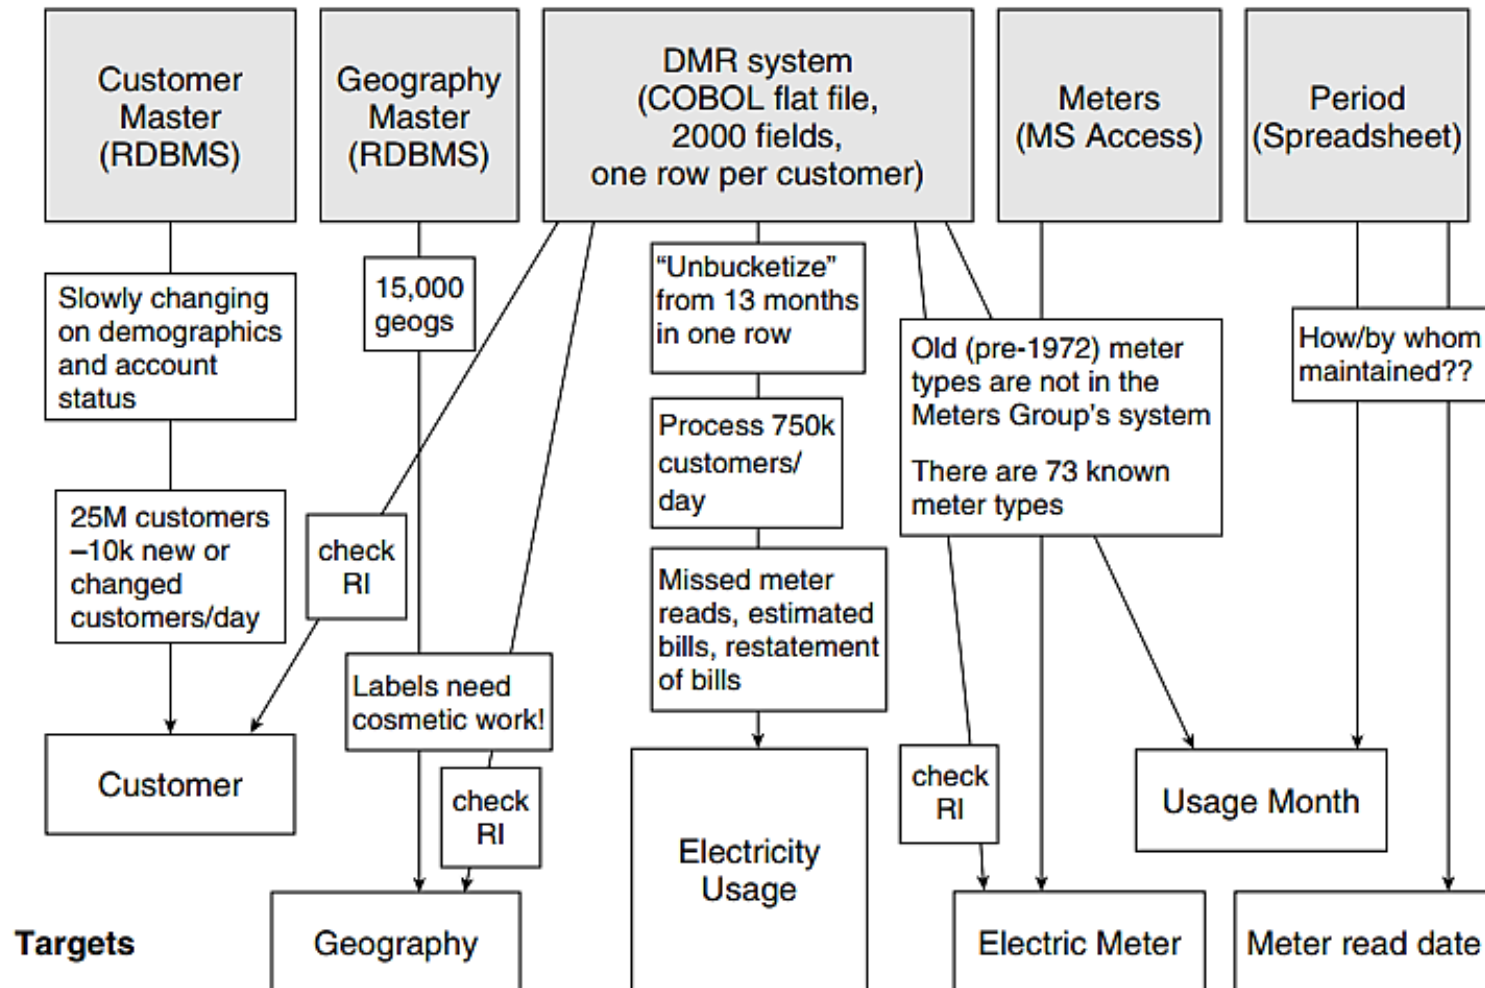 Customer
Master
(RDBMS)
Geography
Master
(RDBMS)
DMR system
(COBOL flat file,
2000 fields,
one row per customer)
Meters
(MS Access)
Period
(Spreadsheet)
Slowly changing
on demographics
and account
status
15,000
geogs
“Unbucketize”
from 13 months
in one row
Old (pre-1972) meter
types are not in the
Meters Group’s system
There are 73 known
meter types
How/by whom
maintained??
Process 750k
customers/
day
25M customers
–10k new or
changed
customers/day
check
RI
Missed meter
reads, estimated
bills, restatement
of bills
Labels need
cosmetic work!
check
RI
check
RI
Customer
Usage Month
Electricity
Usage
Targets
Geography
Electric Meter
Meter read date